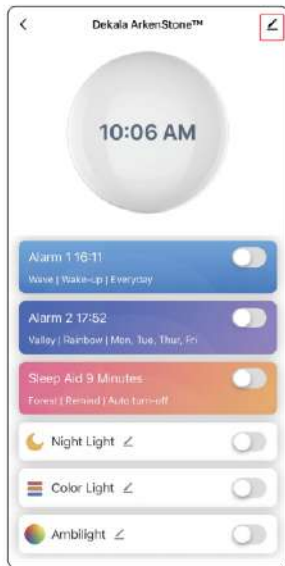 Dekala ArkenStone™
10:06 AM
Alarm 1 16:11
Wave | Wake-up | Everyday
Alarm 2 17:52
Valley | Rainbow | Mon, Tue, Thur, Fri
Sleep Aid 9 Minutes
Forest | Remind | Auto turn-off
Night Light
Color Light
Ambilight